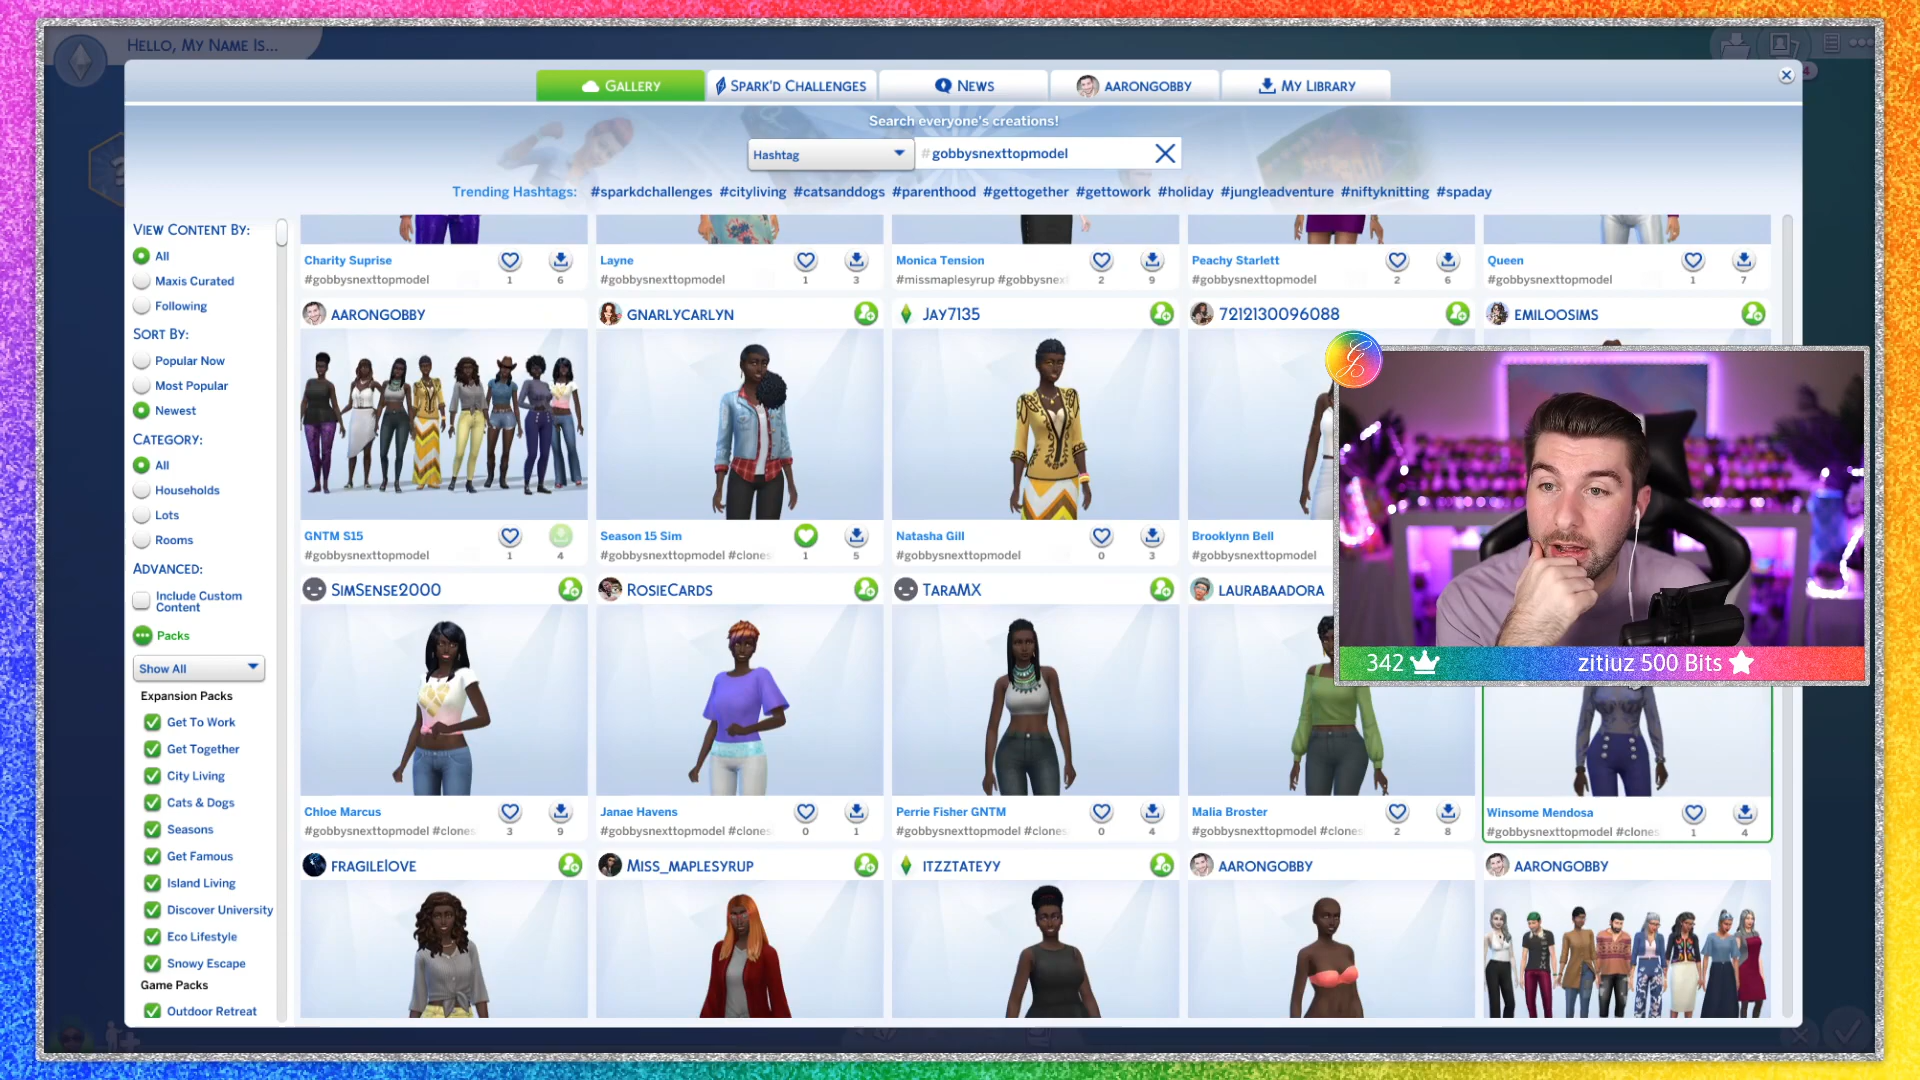 HELLO, MY NAME IS...
GALLERY
SPARK'D CHALLENGES
NEWS
AARONGOBBY
MY LIBRARY
Search everyone's creations!
Hashtag
# gobbysnexttopmodel
Trending Hashtags: #sparkdchallenges #cityliving #catsanddogs #parenthood #gettogether #gettowork #holiday #jungleadventure #niftyknitting #spaday
VIEW CONTENT BY:
All
Maxis Curated
Following
SORT BY:
Popular Now
Most Popular
Newest
CATEGORY:
All
Households
Lots
Rooms
ADVANCED:
Include Custom
Content
Packs
Show All
Expansion Packs
Get To Work
Get Together
City Living
Cats & Dogs
Seasons
Get Famous
Island Living
Discover University
Eco Lifestyle
Snowy Escape
Game Packs
Outdoor Retreat
Charity Suprise
#gobbysnexttopmodel
1
6
Layne
#gobbysnexttopmodel
1
3
Monica Tension
#missmaplesyrup #gobbysnex
2
9
Peachy Starlett
#gobbysnexttopmodel
2
6
Queen
#gobbysnexttopmodel
1
7
AARONGOBBY
GNTM S15
#gobbysnexttopmodel
1
4
GNARLYCARLYN
Season 15 Sim
#gobbysnexttopmodel #clones
1
5
JAY7135
Natasha Gill
#gobbysnexttopmodel
0
3
7212130096088
Brooklynn Bell
#gobbysnexttopmodel
EMILOOSIMS
SIMSENSE2000
Chloe Marcus
#gobbysnexttopmodel #clones
3
9
ROSIECARDS
Janae Havens
#gobbysnexttopmodel #clones
0
1
TARAMX
Perrie Fisher GNTM
#gobbysnexttopmodel #clones
0
4
LAURABAADORA
Malia Broster
#gobbysnexttopmodel #clones
2
8
Winsome Mendosa
#gobbysnexttopmodel #clones
1
4
342
zitiuz 500 Bits
FRAGILELOVE
MISS_MAPLESYRUP
ITZZTATEYY
AARONGOBBY
AARONGOBBY